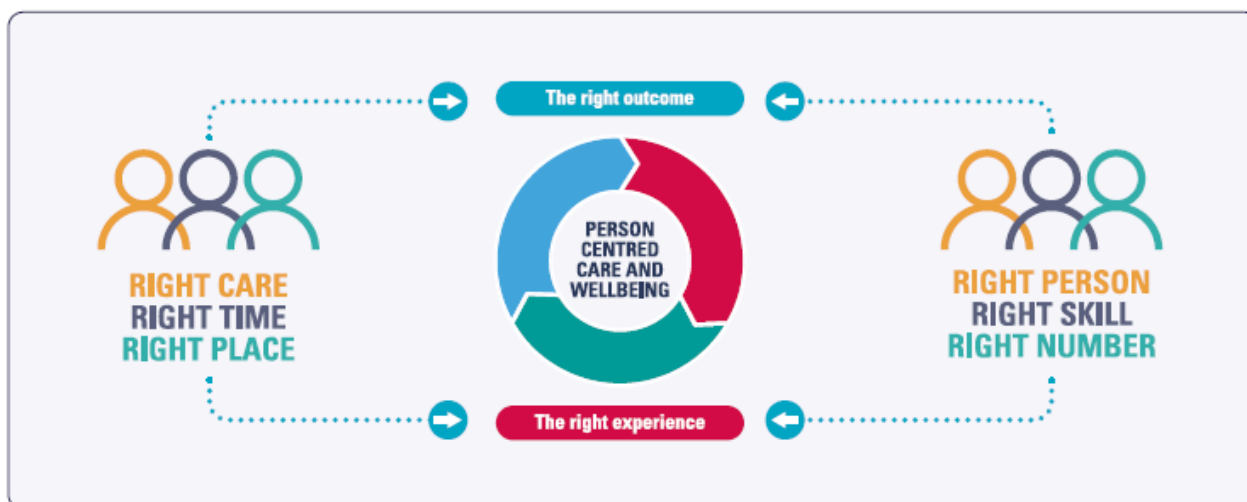 The right outcome
RIGHT CARE
RIGHT TIME
RIGHT PLACE
PERSON
CENTRED
CARE AND
WELLBEING
RIGHT PERSON
RIGHT SKILL
RIGHT NUMBER
The right experience